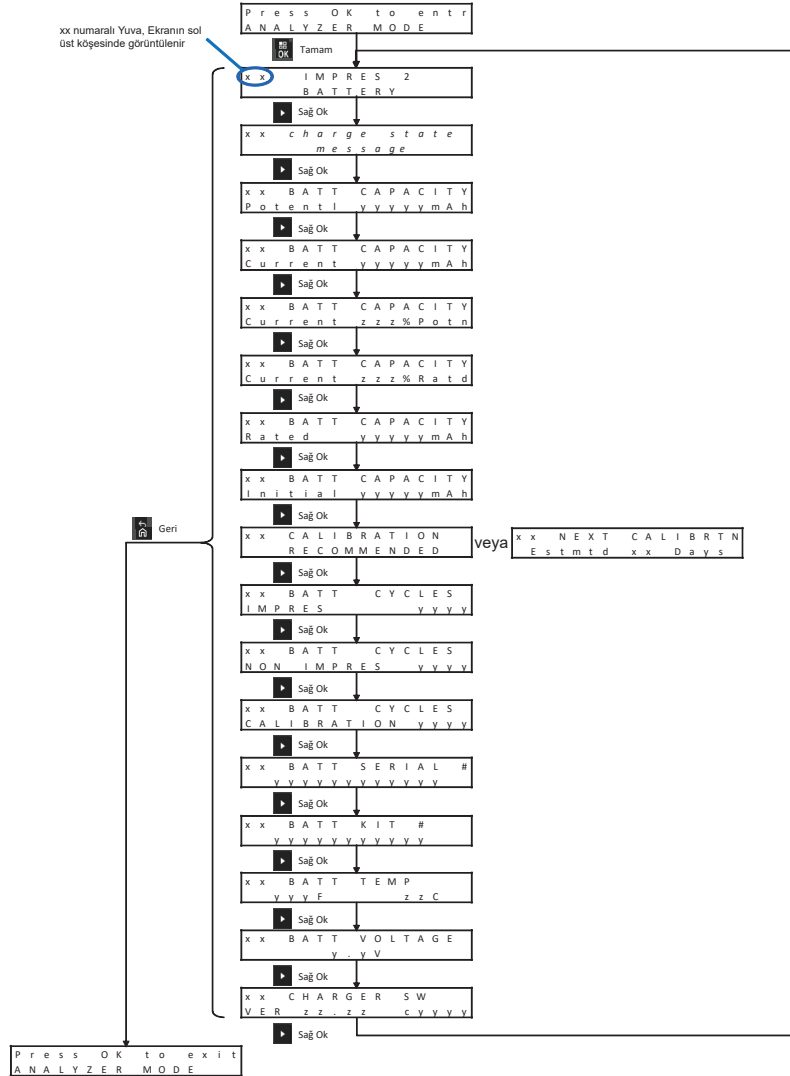 Press OK to entr
ANALYZER MODE
xx numaralı Yuva, Ekranın sol
üst köşesinde görüntülenir
OK
Tamam
xx IMPRES 2
BATTERY
Sağ Ok
xx charge state
message
Sağ Ok
xx BATT CAPACITY
Potentl yyyyymAh
Sağ Ok
xx BATT CAPACITY
Current yyyyymAh
Sağ Ok
xx BATT CAPACITY
Current zzz%Potn
Sağ Ok
xx BATT CAPACITY
Current zzz%Ratd
Sağ Ok
xx BATT CAPACITY
Rated yyyyymAh
Sağ Ok
xx BATT CAPACITY
Initial yyyyymAh
Sağ Ok
Geri
xx CALIBRATION
RECOMMENDED
veya
xx NEXT CALIBRTN
Estmtd xx Days
Sağ Ok
xx BATT CYCLES
IMPRES yyyy
Sağ Ok
xx BATT CYCLES
NON IMPRES yyyy
Sağ Ok
xx BATT CYCLES
CALIBRATION yyyy
Sağ Ok
xx BATT SERIAL #
yyyyyyyyyyyy
Sağ Ok
xx BATT KIT #
yyyyyyyyyyy
Sağ Ok
xx BATT TEMP
yyyF zzC
Sağ Ok
xx BATT VOLTAGE
y.yV
Sağ Ok
xx CHARGER SW
VER zz.zz cyyyy
Sağ Ok
Press OK to exit
ANALYZER MODE